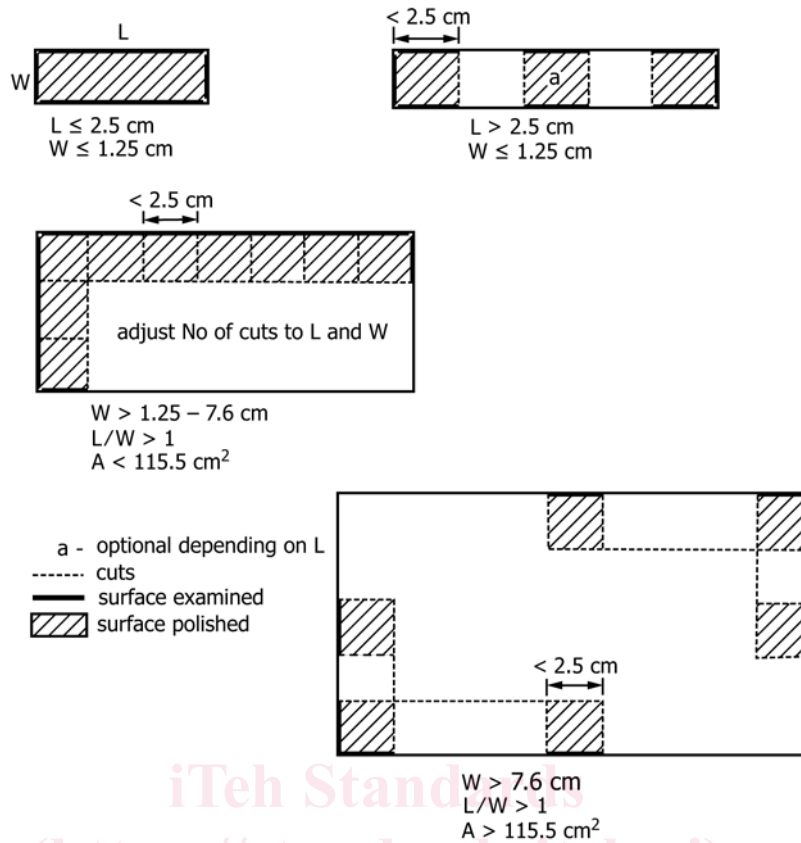 L
W
L ≤ 2.5 cm
W ≤ 1.25 cm
< 2.5 cm
a
L > 2.5 cm
W ≤ 1.25 cm
< 2.5 cm
adjust No of cuts to L and W
W > 1.25 – 7.6 cm
L/W > 1
A < 115.5 cm²
a - optional depending on L
cuts
surface examined
surface polished
< 2.5 cm
W > 7.6 cm
L/W > 1
A > 115.5 cm²
iTeh Standards